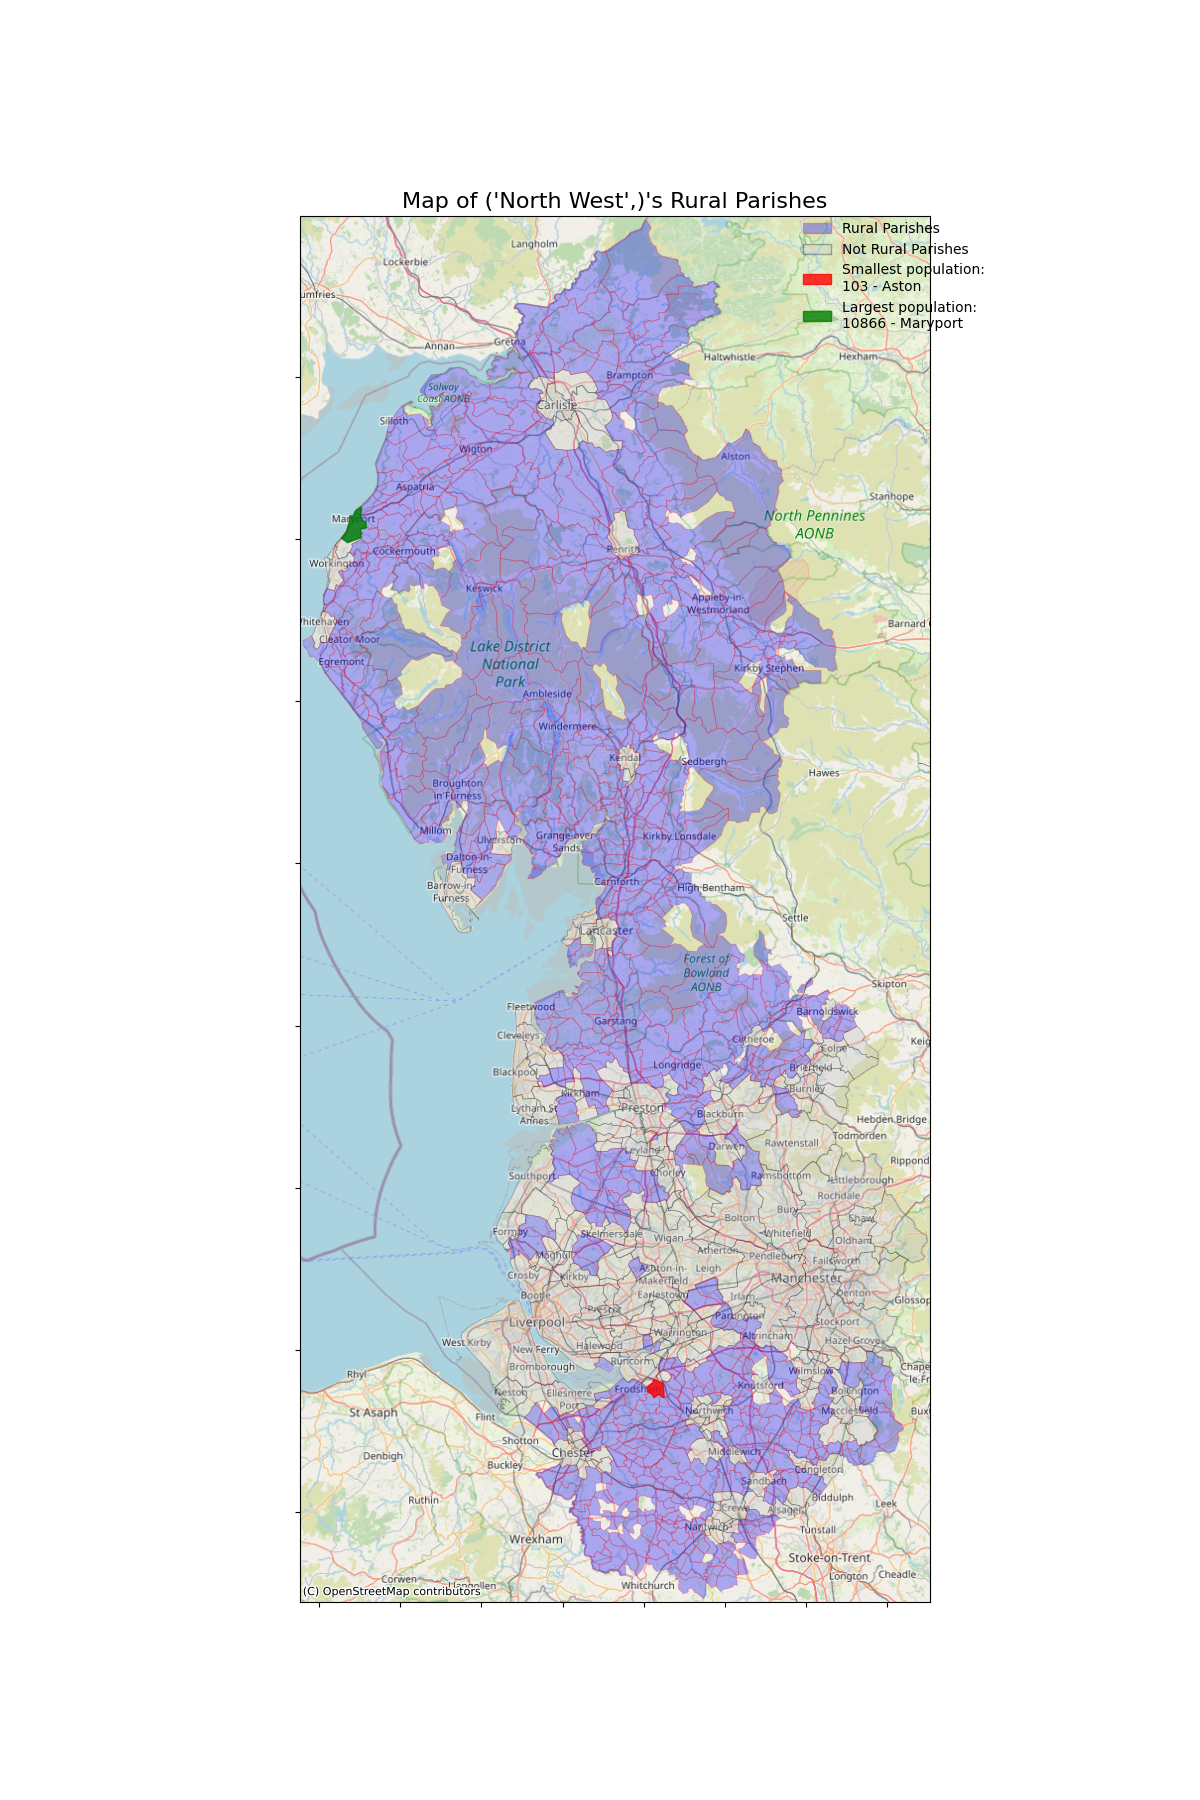 Map of ('North West',)'s Rural Parishes
Rural Parishes
Not Rural Parishes
Smallest population:
103 - Aston
Largest population:
10866 - Maryport
Langholm
Lockerbie
umfries
Annan
Gretna
Haltwhistle
Hexham
Brampton
Solway
Coast AONB
Carlisle
Silloth
Wigton
Alston
Aspatria
Stanhope
North Pennines
AONB
Maryport
Cockermouth
Penrith
Workington
Keswick
Appleby-in-
Westmorland
Whitehaven
Barnard
Cleator Moor
Lake District
National
Park
Egremont
Kirkby Stephen
Ambleside
Windermere
Kendal
Sedbergh
Hawes
Broughton
in Furness
Millom
Ulverston
Grange-over-
Sands
Kirkby Lonsdale
Dalton-in-
Furness
Barrow-in-
Furness
Carnforth
High Bentham
Settle
Lancaster
Forest of
Bowland
AONB
Skipton
Fleetwood
Garstang
Barnoldswick
Cleveleys
Clitheroe
Colne
Keig
Blackpool
Longridge
Brierfield
Burnley
Kirkham
Lytham St
Annes
Preston
Blackburn
Hebden Bridge
Todmorden
Leyland
Darwen
Rawtenstall
Rippond
Southport
Chorley
Ramsbottom
Littleborough
Rochdale
Bury
Bolton
Shaw
Formby
Skelmersdale
Wigan
Whitefield
Oldham
Maghull
Atherton
Pendlebury
Failsworth
Crosby
Kirkby
Ashton-in-
Makerfield
Leigh
Manchester
Bootle
Earlestown
Irlam
Denton
Glossop
Prescot
Partington
Liverpool
Warrington
Altrincham
Stockport
West Kirby
New Ferry
Halewood
Hazel Grove
Bromborough
Runcorn
Chape
le-Fr
Rhyl
Wilmslow
Neston
Ellesmere
Port
Frodsham
Knutsford
Bollington
St Asaph
Flint
Northwich
Macclesfield
Bux
Shotton
Denbigh
Chester
Middlewich
Buckley
Congleton
Sandbach
Ruthin
Biddulph
Leek
Crewe
Alsager
Wrexham
Nantwich
Tunstall
Stoke-on-Trent
Corwen
Llangollen
Whitchurch
Longton
Cheadle
(C) OpenStreetMap contributors